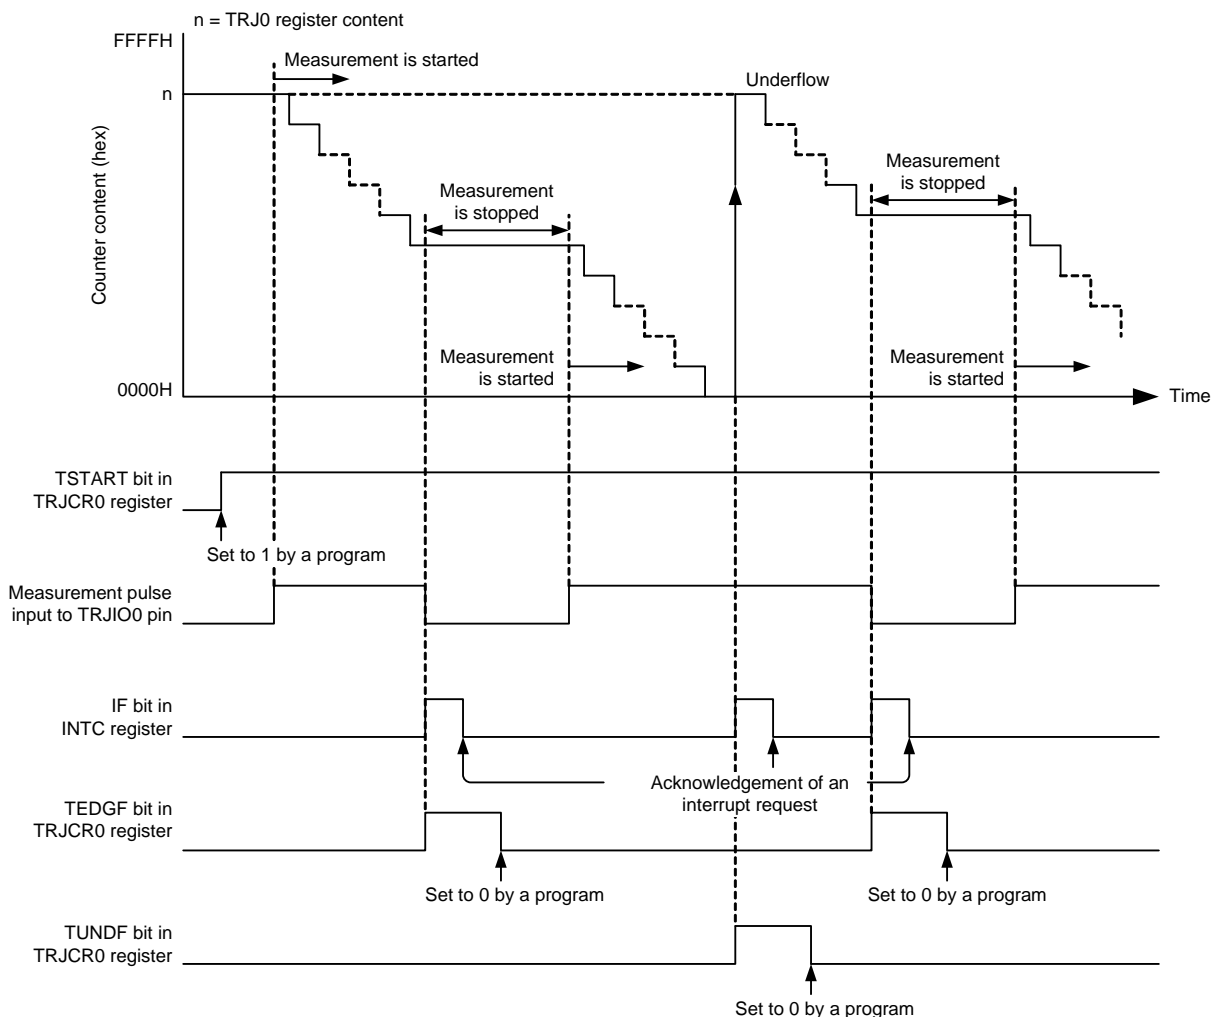 n = TRJ0 register content
FFFFH
Measurement is started
n
Underflow
Counter content (hex)
Measurement
is stopped
Measurement
is stopped
Measurement
is started
Measurement
is started
0000H
Time
TSTART bit in
TRJCR0 register
Set to 1 by a program
Measurement pulse
input to TRJIO0 pin
IF bit in
INTC register
Acknowledgement of an
interrupt request
TEDGF bit in
TRJCR0 register
Set to 0 by a program
Set to 0 by a program
TUNDF bit in
TRJCR0 register
Set to 0 by a program